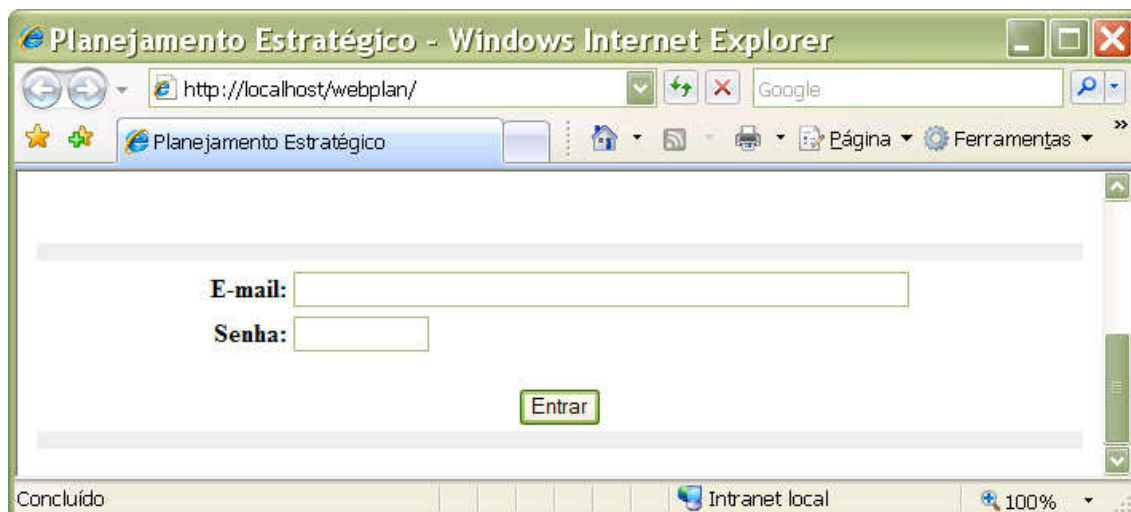 Planejamento Estratégico - Windows Internet Explorer
http://localhost/webplan/
Google
Planejamento Estratégico
Página
Ferramentas
»
E-mail:
Senha:
Entrar
Concluído
Intranet local
100%